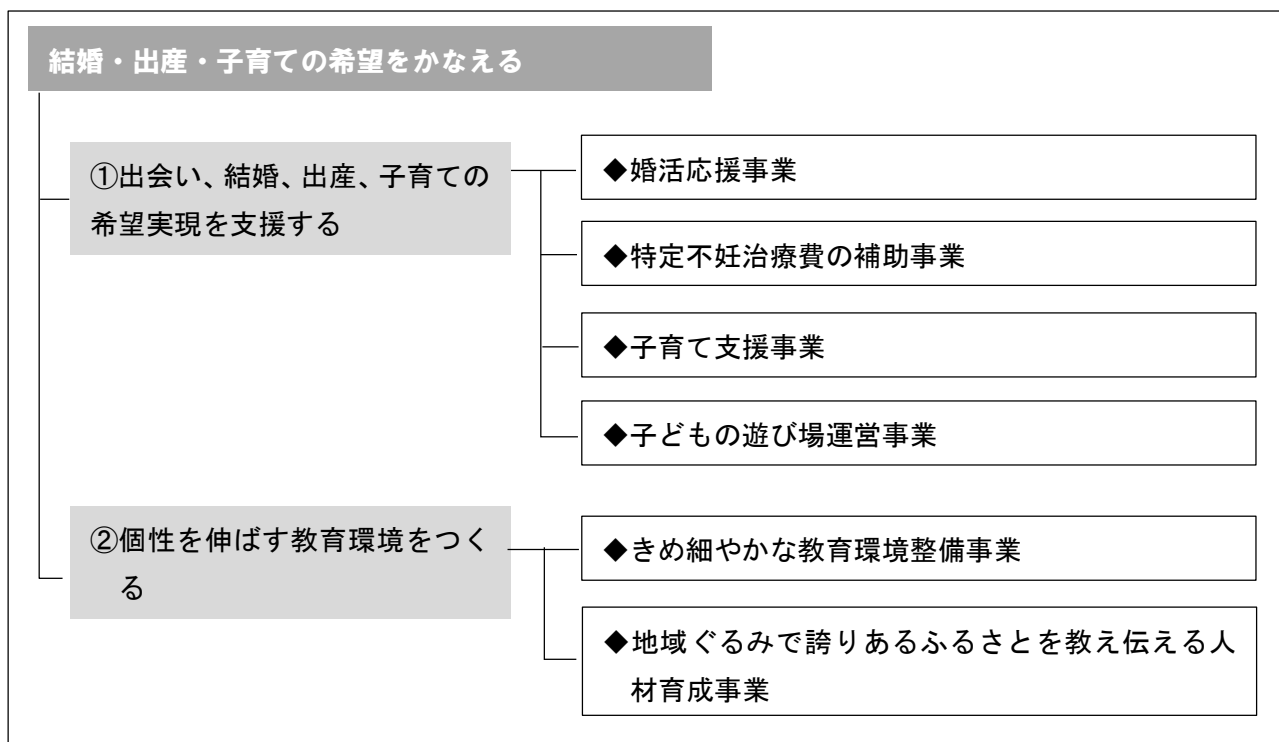 結婚・出産・子育ての希望をかなえる
①出会い、結婚、出産、子育ての
希望実現を支援する
◆婚活応援事業
◆特定不妊治療費の補助事業
◆子育て支援事業
◆子どもの遊び場運営事業
②個性を伸ばす教育環境をつく
る
◆きめ細やかな教育環境整備事業
◆地域ぐるみで誇りあるふるさとを教え伝える人
材育成事業